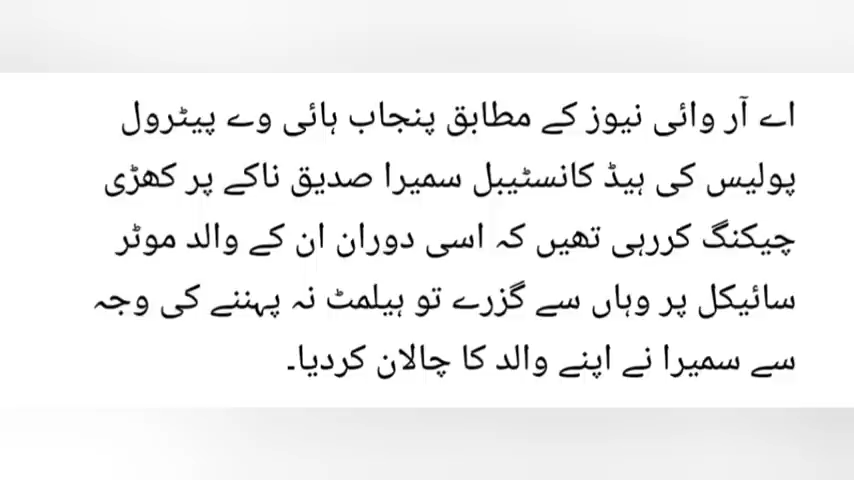 اے آر وائی نیوز کے مطابق پنجاب ہائی وے پیٹرول
پولیس کی ہیڈ کانسٹیبل سمیرا صدیق ناکے پر کھڑی
چیکنگ کررہی تھیں کہ اسی دوران ان کے والد موٹر
سائیکل پر وہاں سے گزرے تو ہیلمٹ نہ پہننے کی وجہ
سے سمیرا نے اپنے والد کا چالان کردیا۔